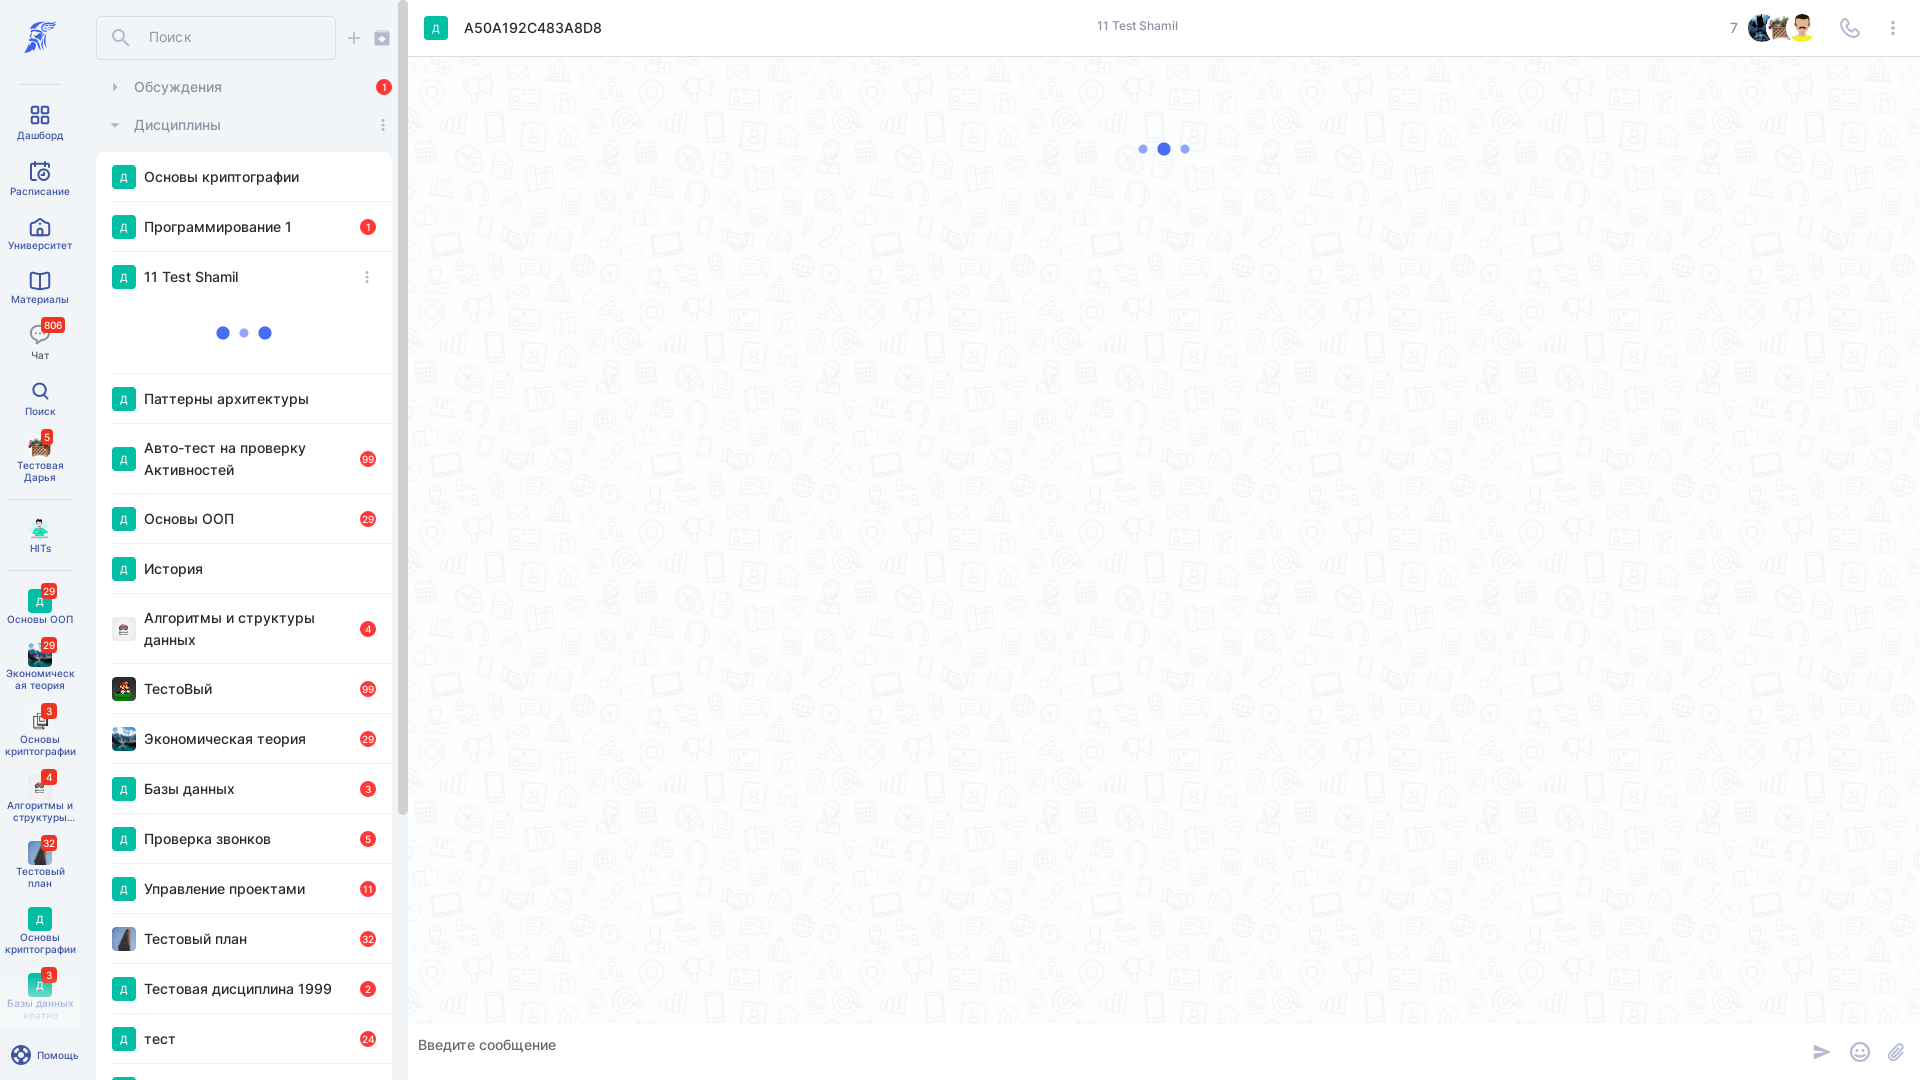 Дашборд
Расписание
Университет
Материалы
806
Чат
Поиск
5
Тестовая
Дарья
HITs
29
Д
Основы ООП
29
Экономическ
ая теория
3
Основы
криптографии
4
Алгоритмы и
структуры...
32
Тестовый
план
Д
Основы
криптографии
3
Д
Базы данных
кратко
Помощь
Поиск
Обсуждения
1
Дисциплины
Д Основы криптографии
Д Программирование 1 1
Д 11 Test Shamil
Д Паттерны архитектуры
Д Авто-тест на проверку
Активностей 99
Д Основы ООП 29
Д История
Алгоритмы и структуры
данных 4
ТестоВый 99
Экономическая теория 29
Д Базы данных 3
Д Проверка звонков 5
Д Управление проектами 11
Тестовый план 32
Д Тестовая дисциплина 1999 2
Д тест 24
Д A50A192C483A8D8
11 Test Shamil
7
Введите сообщение